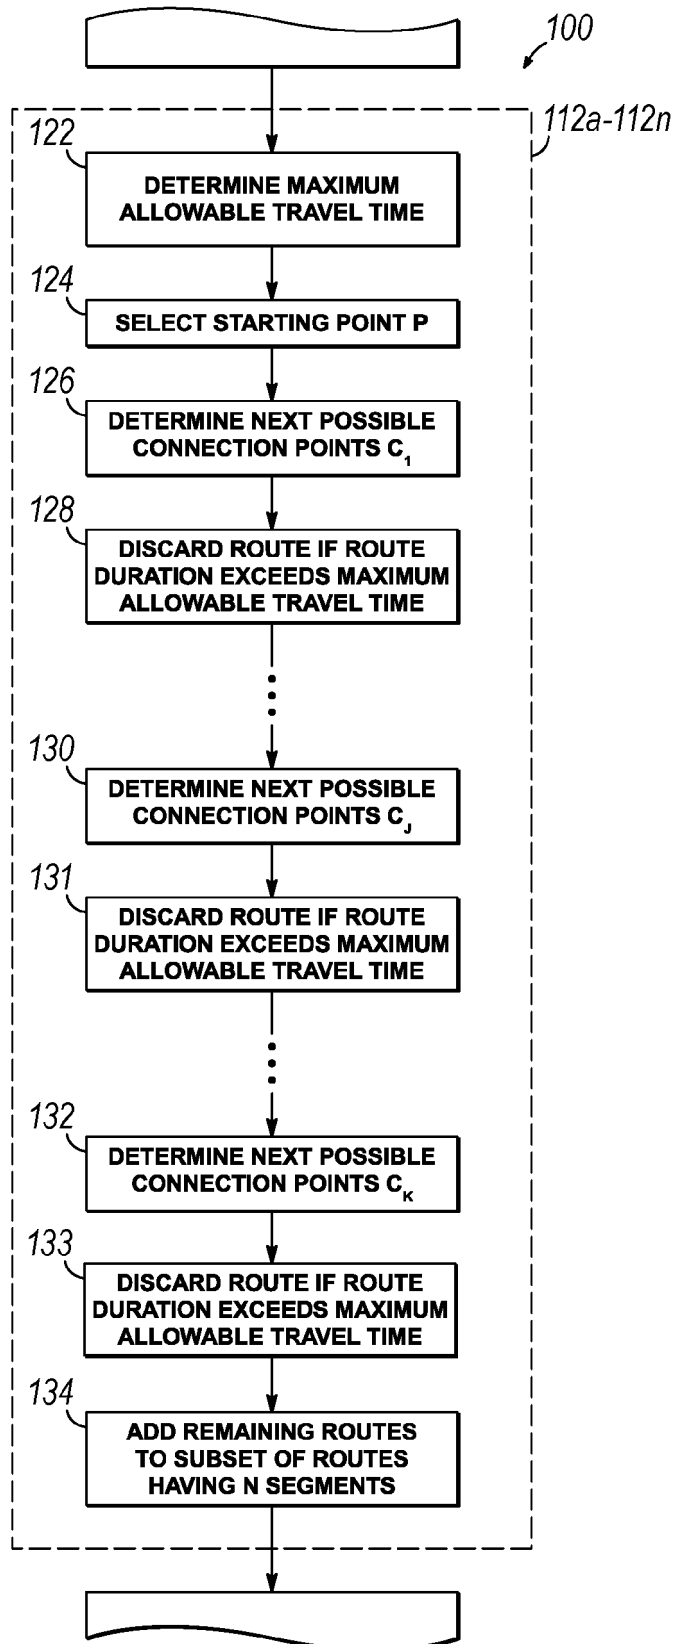 100
112a-112n
122
DETERMINE MAXIMUM
ALLOWABLE TRAVEL TIME
124
SELECT STARTING POINT P
126
DETERMINE NEXT POSSIBLE
CONNECTION POINTS C₁
128
DISCARD ROUTE IF ROUTE
DURATION EXCEEDS MAXIMUM
ALLOWABLE TRAVEL TIME
130
DETERMINE NEXT POSSIBLE
CONNECTION POINTS C_J
131
DISCARD ROUTE IF ROUTE
DURATION EXCEEDS MAXIMUM
ALLOWABLE TRAVEL TIME
132
DETERMINE NEXT POSSIBLE
CONNECTION POINTS C_K
133
DISCARD ROUTE IF ROUTE
DURATION EXCEEDS MAXIMUM
ALLOWABLE TRAVEL TIME
134
ADD REMAINING ROUTES
TO SUBSET OF ROUTES
HAVING N SEGMENTS